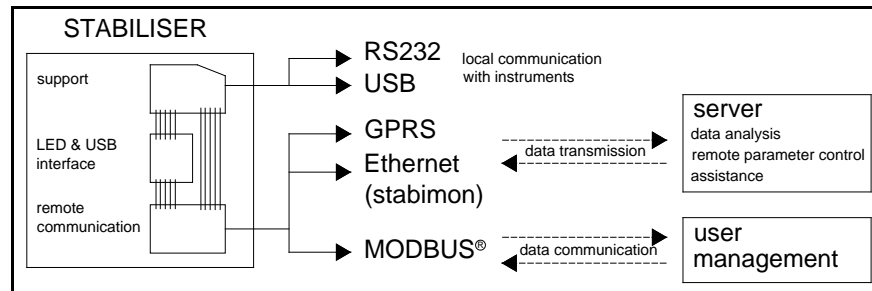 STABILISER
support
LED & USB
interface
remote
communication
RS232
USB
local communication
with instruments
GPRS
Ethernet
(stabimon)
MODBUS®
data transmission
data communication
server
data analysis
remote parameter control
assistance
user
management